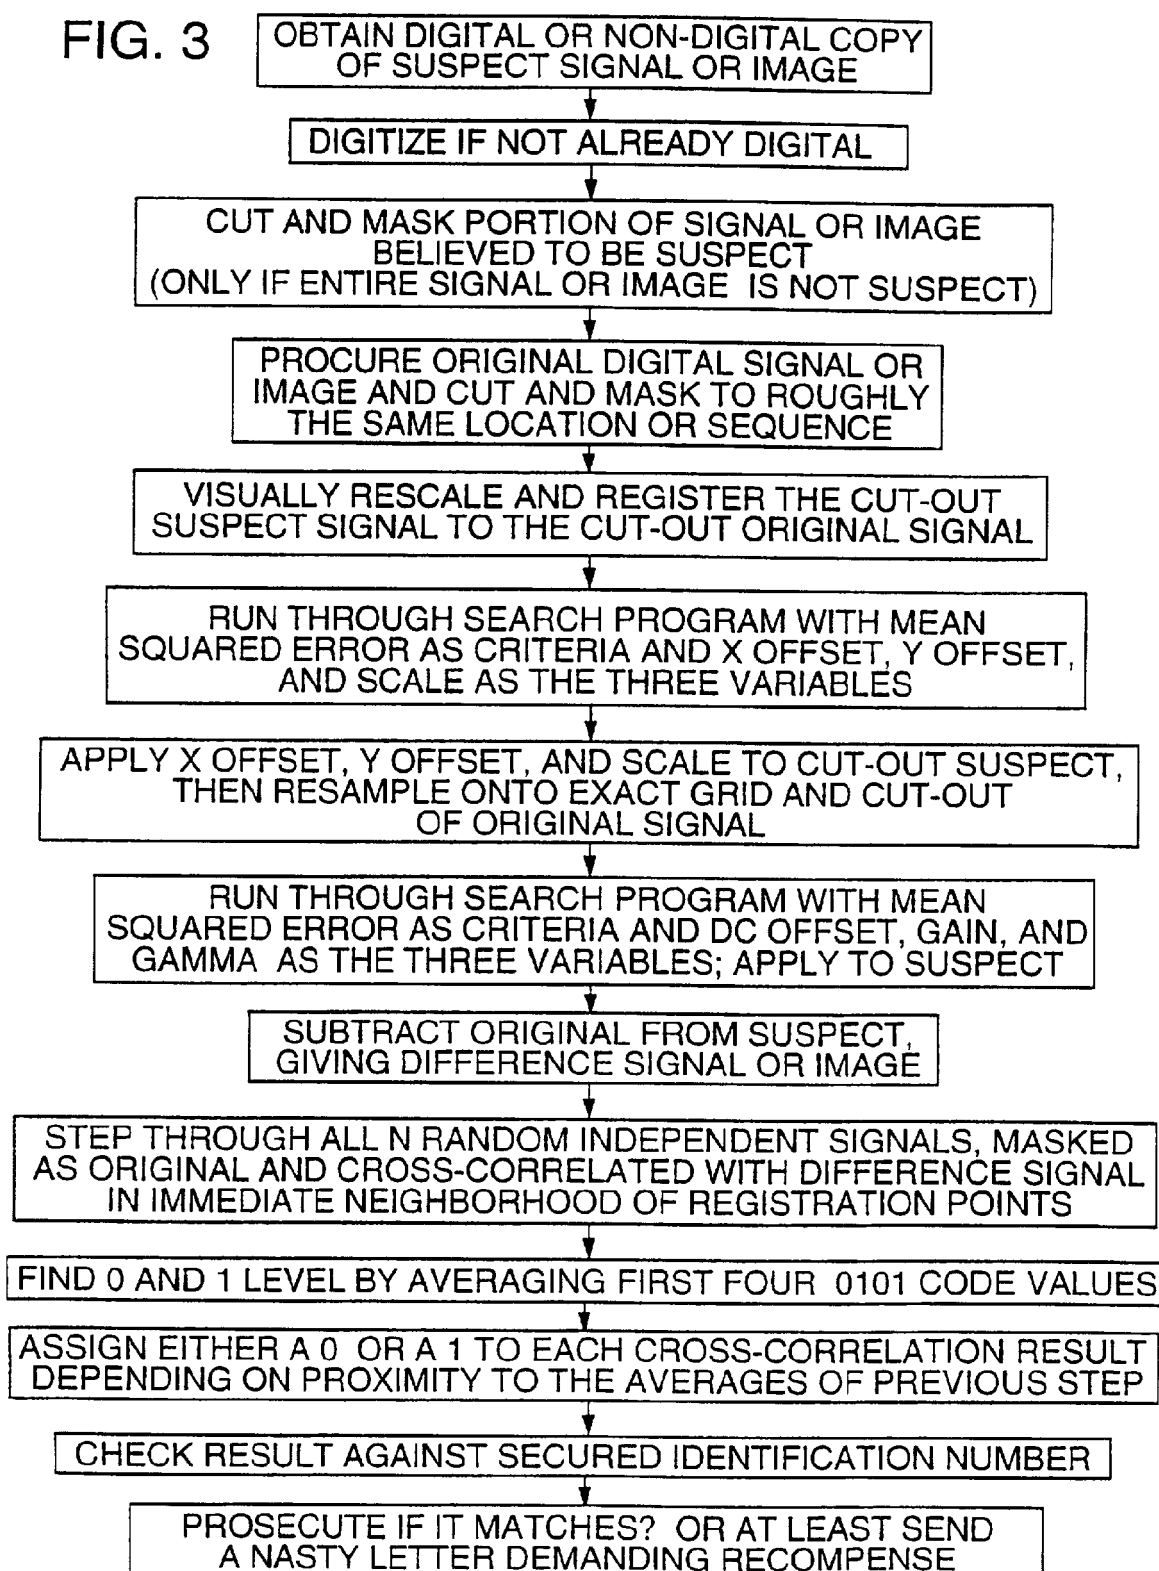 FIG. 3
OBTAIN DIGITAL OR NON-DIGITAL COPY
OF SUSPECT SIGNAL OR IMAGE
DIGITIZE IF NOT ALREADY DIGITAL
CUT AND MASK PORTION OF SIGNAL OR IMAGE
BELIEVED TO BE SUSPECT
(ONLY IF ENTIRE SIGNAL OR IMAGE IS NOT SUSPECT)
PROCURE ORIGINAL DIGITAL SIGNAL OR
IMAGE AND CUT AND MASK TO ROUGHLY
THE SAME LOCATION OR SEQUENCE
VISUALLY RESCALE AND REGISTER THE CUT-OUT
SUSPECT SIGNAL TO THE CUT-OUT ORIGINAL SIGNAL
RUN THROUGH SEARCH PROGRAM WITH MEAN
SQUARED ERROR AS CRITERIA AND X OFFSET, Y OFFSET,
AND SCALE AS THE THREE VARIABLES
APPLY X OFFSET, Y OFFSET, AND SCALE TO CUT-OUT SUSPECT,
THEN RESAMPLE ONTO EXACT GRID AND CUT-OUT
OF ORIGINAL SIGNAL
RUN THROUGH SEARCH PROGRAM WITH MEAN
SQUARED ERROR AS CRITERIA AND DC OFFSET, GAIN, AND
GAMMA AS THE THREE VARIABLES; APPLY TO SUSPECT
SUBTRACT ORIGINAL FROM SUSPECT,
GIVING DIFFERENCE SIGNAL OR IMAGE
STEP THROUGH ALL N RANDOM INDEPENDENT SIGNALS, MASKED
AS ORIGINAL AND CROSS-CORRELATED WITH DIFFERENCE SIGNAL
IN IMMEDIATE NEIGHBORHOOD OF REGISTRATION POINTS
FIND 0 AND 1 LEVEL BY AVERAGING FIRST FOUR 0101 CODE VALUES
ASSIGN EITHER A 0 OR A 1 TO EACH CROSS-CORRELATION RESULT
DEPENDING ON PROXIMITY TO THE AVERAGES OF PREVIOUS STEP
CHECK RESULT AGAINST SECURED IDENTIFICATION NUMBER
PROSECUTE IF IT MATCHES? OR AT LEAST SEND
A NASTY LETTER DEMANDING RECOMPENSE